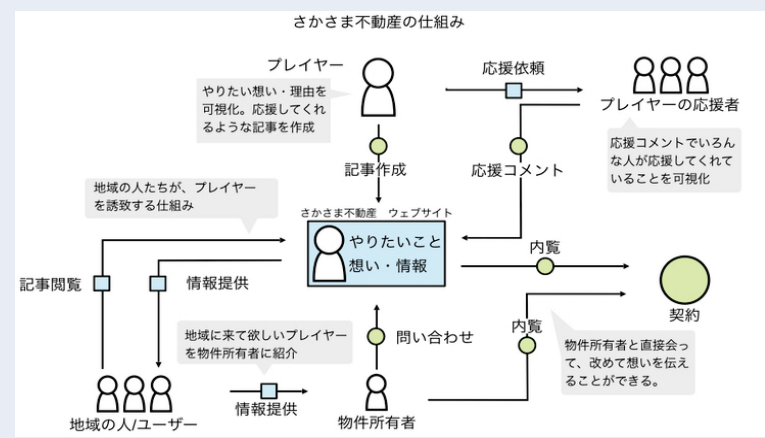 さかさま不動産の仕組み
プレイヤー
やりたい想い・理由を
可視化。応援してくれ
るような記事を作成
応援依頼
プレイヤーの応援者
応援コメントでいろん
な人が応援してくれて
いることを可視化
記事作成
応援コメント
地域の人たちが、プレイヤー
を誘致する仕組み
さかさま不動産 ウェブサイト
やりたいこと
想い・情報
記事閲覧
情報提供
内覧
契約
地域に来て欲しいプレイヤー
を物件所有者に紹介
問い合わせ
内覧
物件所有者と直接会っ
て、改めて想いを伝え
ることができる。
地域の人/ユーザー
情報提供
物件所有者